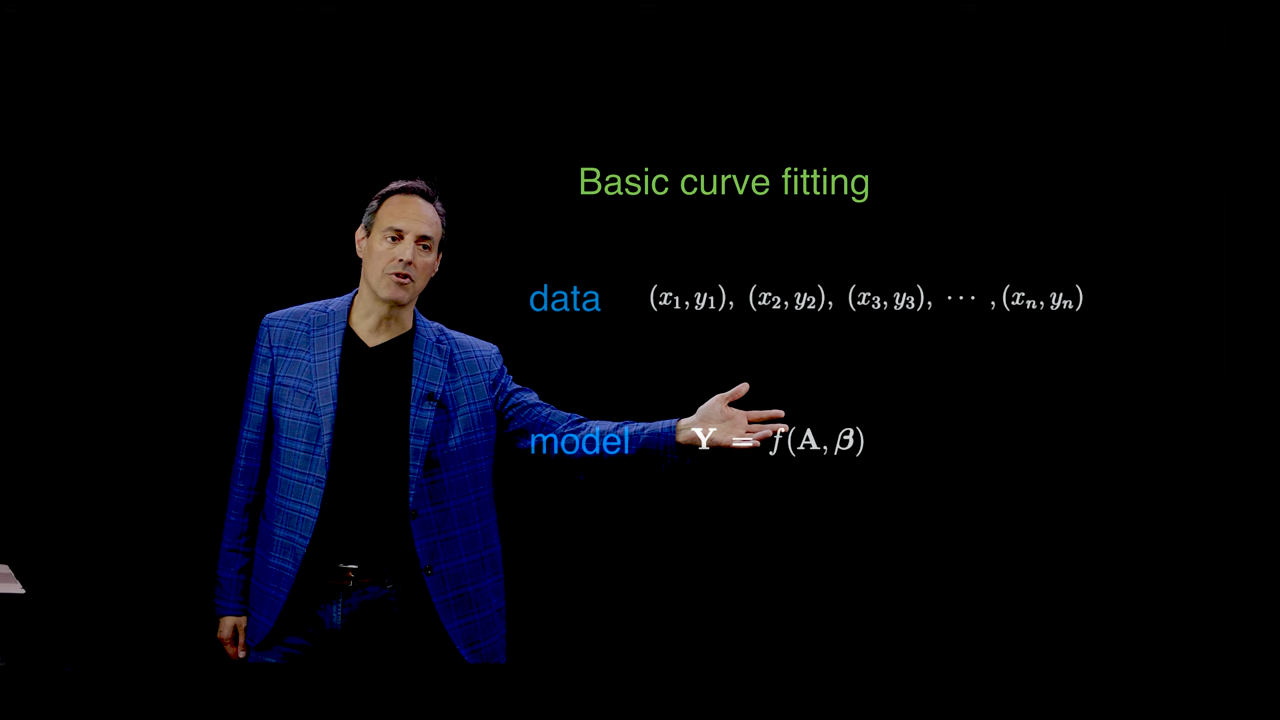 Basic curve fitting
data (x₁, y₁), (x₂, y₂), (x₃, y₃), ⋯ , (xₙ, yₙ)
model Y = f(A, β)